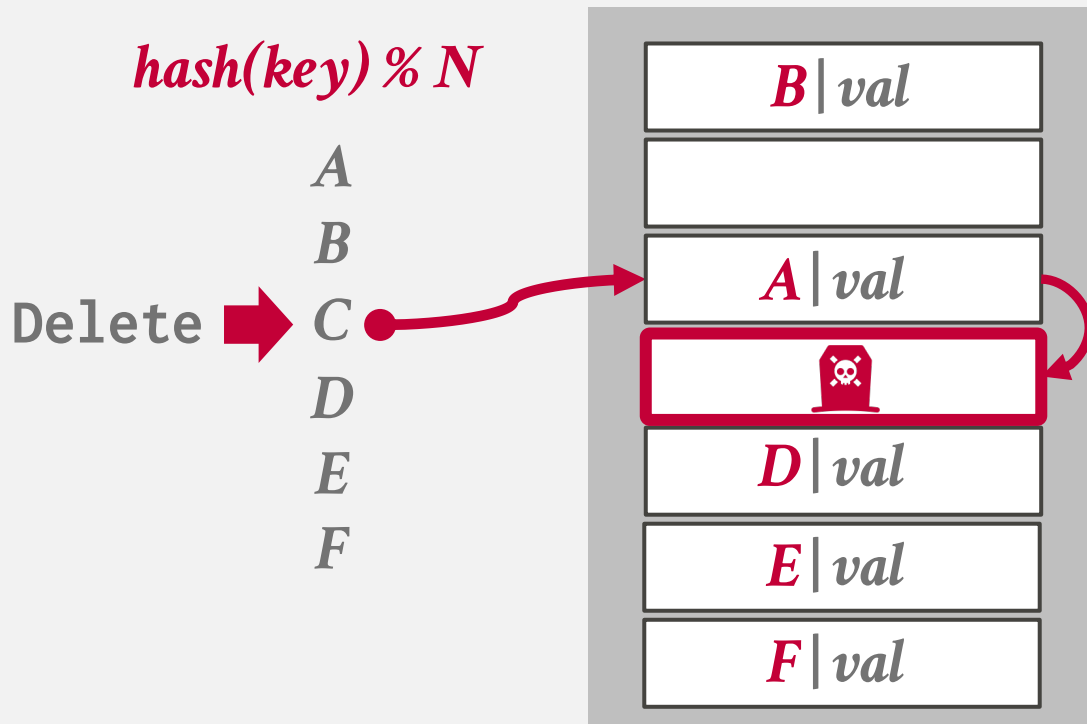 hash(key) % N
A
B
Delete C
D
E
F
B|val
A|val
D|val
E|val
F|val